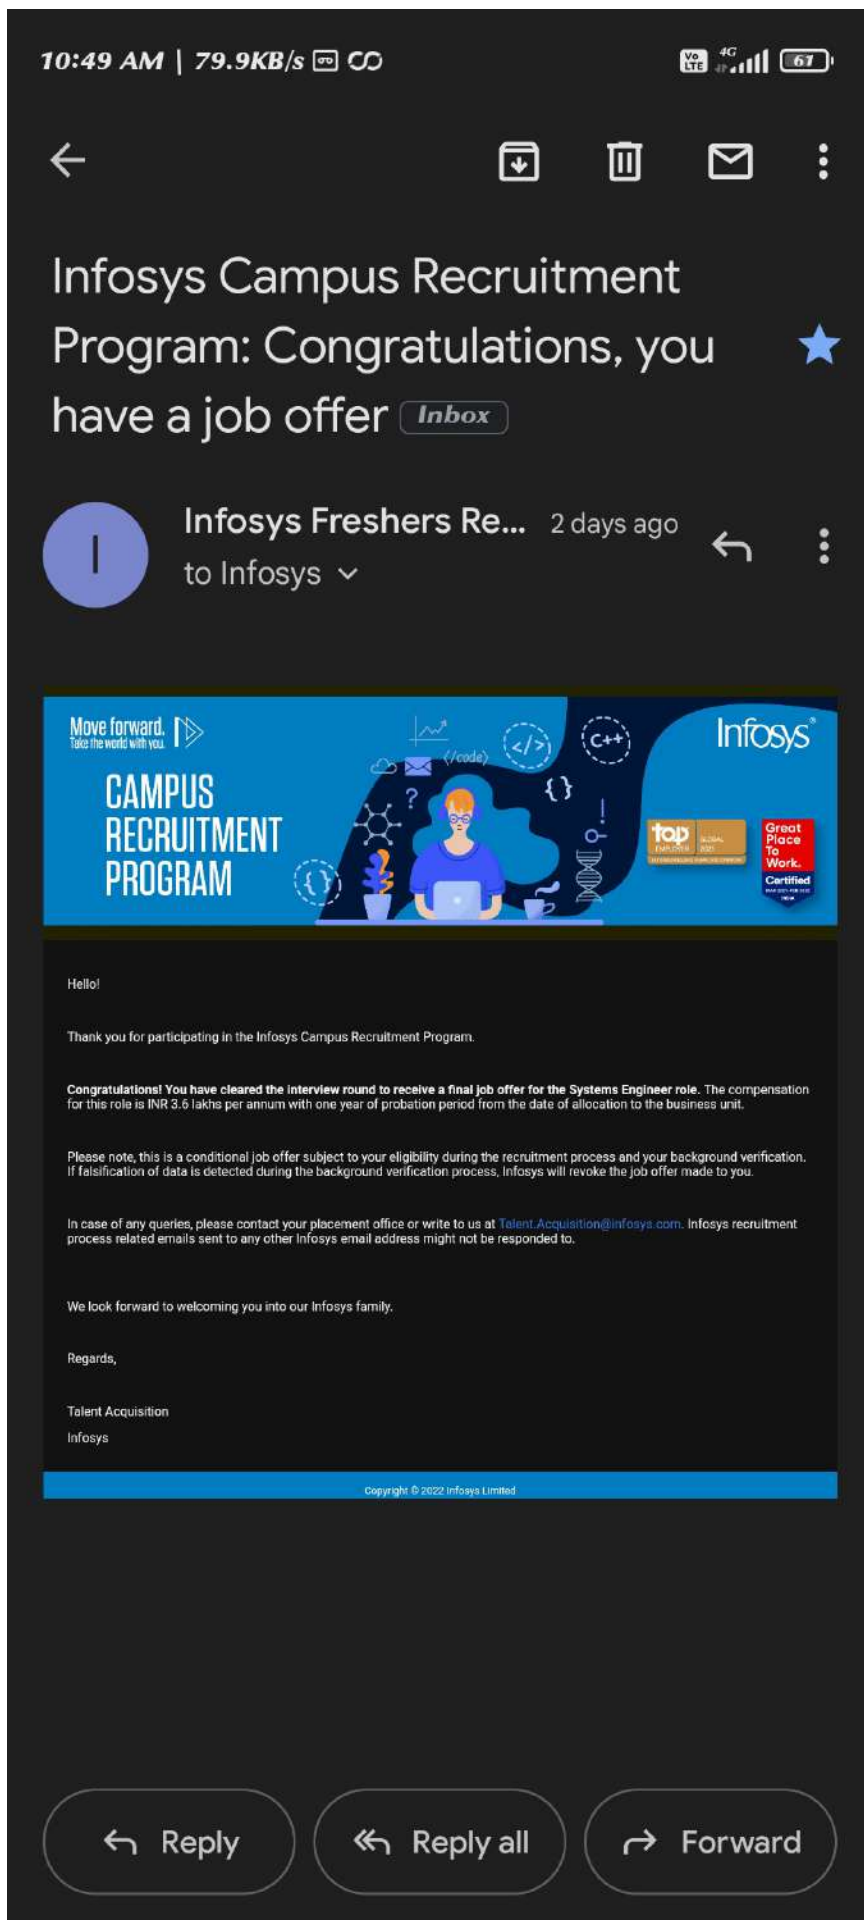 10:49 AM | 79.9KB/s
Vo LTE 4G 61
Infosys Campus Recruitment
Program: Congratulations, you
have a job offer Inbox
I
Infosys Freshers Re... 2 days ago
to Infosys
Move forward.
Take the world with you.
Infosys®
CAMPUS
RECRUITMENT
PROGRAM
</code>
</>
C++
{}
?
!
{}
top
EMPLOYER
GLOBAL
2021
Great
Place
To
Work.
Certified
INDIA
Hello!
Thank you for participating in the Infosys Campus Recruitment Program.
Congratulations! You have cleared the interview round to receive a final job offer for the Systems Engineer role. The compensation
for this role is INR 3.6 lakhs per annum with one year of probation period from the date of allocation to the business unit.
Please note, this is a conditional job offer subject to your eligibility during the recruitment process and your background verification.
If falsification of data is detected during the background verification process, Infosys will revoke the job offer made to you.
In case of any queries, please contact your placement office or write to us at Talent.Acquisition@infosys.com. Infosys recruitment
process related emails sent to any other Infosys email address might not be responded to.
We look forward to welcoming you into our Infosys family.
Regards,
Talent Acquisition
Infosys
Copyright © 2022 Infosys Limited
Reply
Reply all
Forward